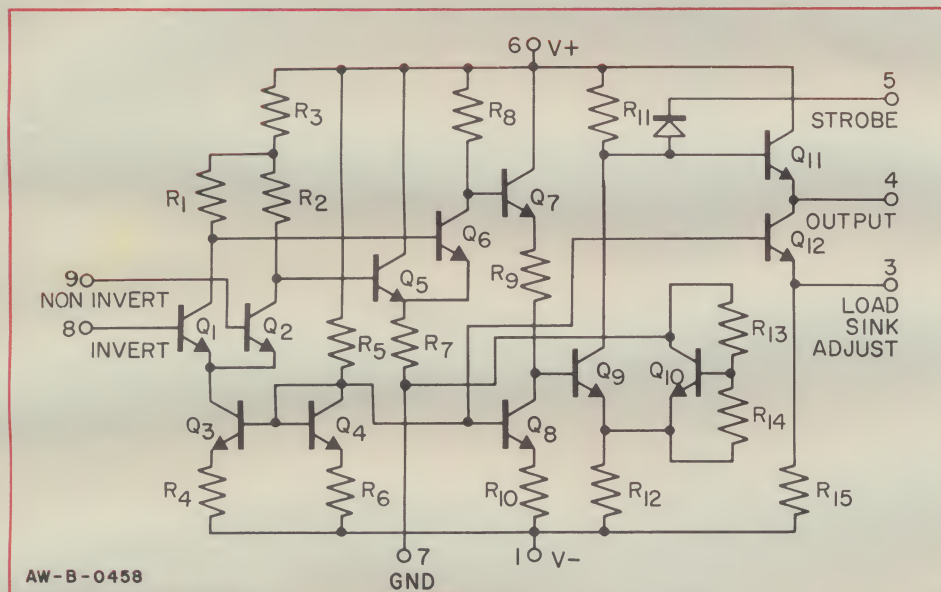 6 V+
5
STROBE
R3
R8
R11
Q11
R1
R2
Q7
4
OUTPUT
Q6
Q12
9
NON INVERT
Q5
R9
3
LOAD
SINK
ADJUST
8
INVERT
Q1
Q2
R5
R7
R13
Q9
Q10
R14
Q3
Q4
Q8
R4
R6
R10
R12
R15
7
GND
1 V-
AW-B-0458